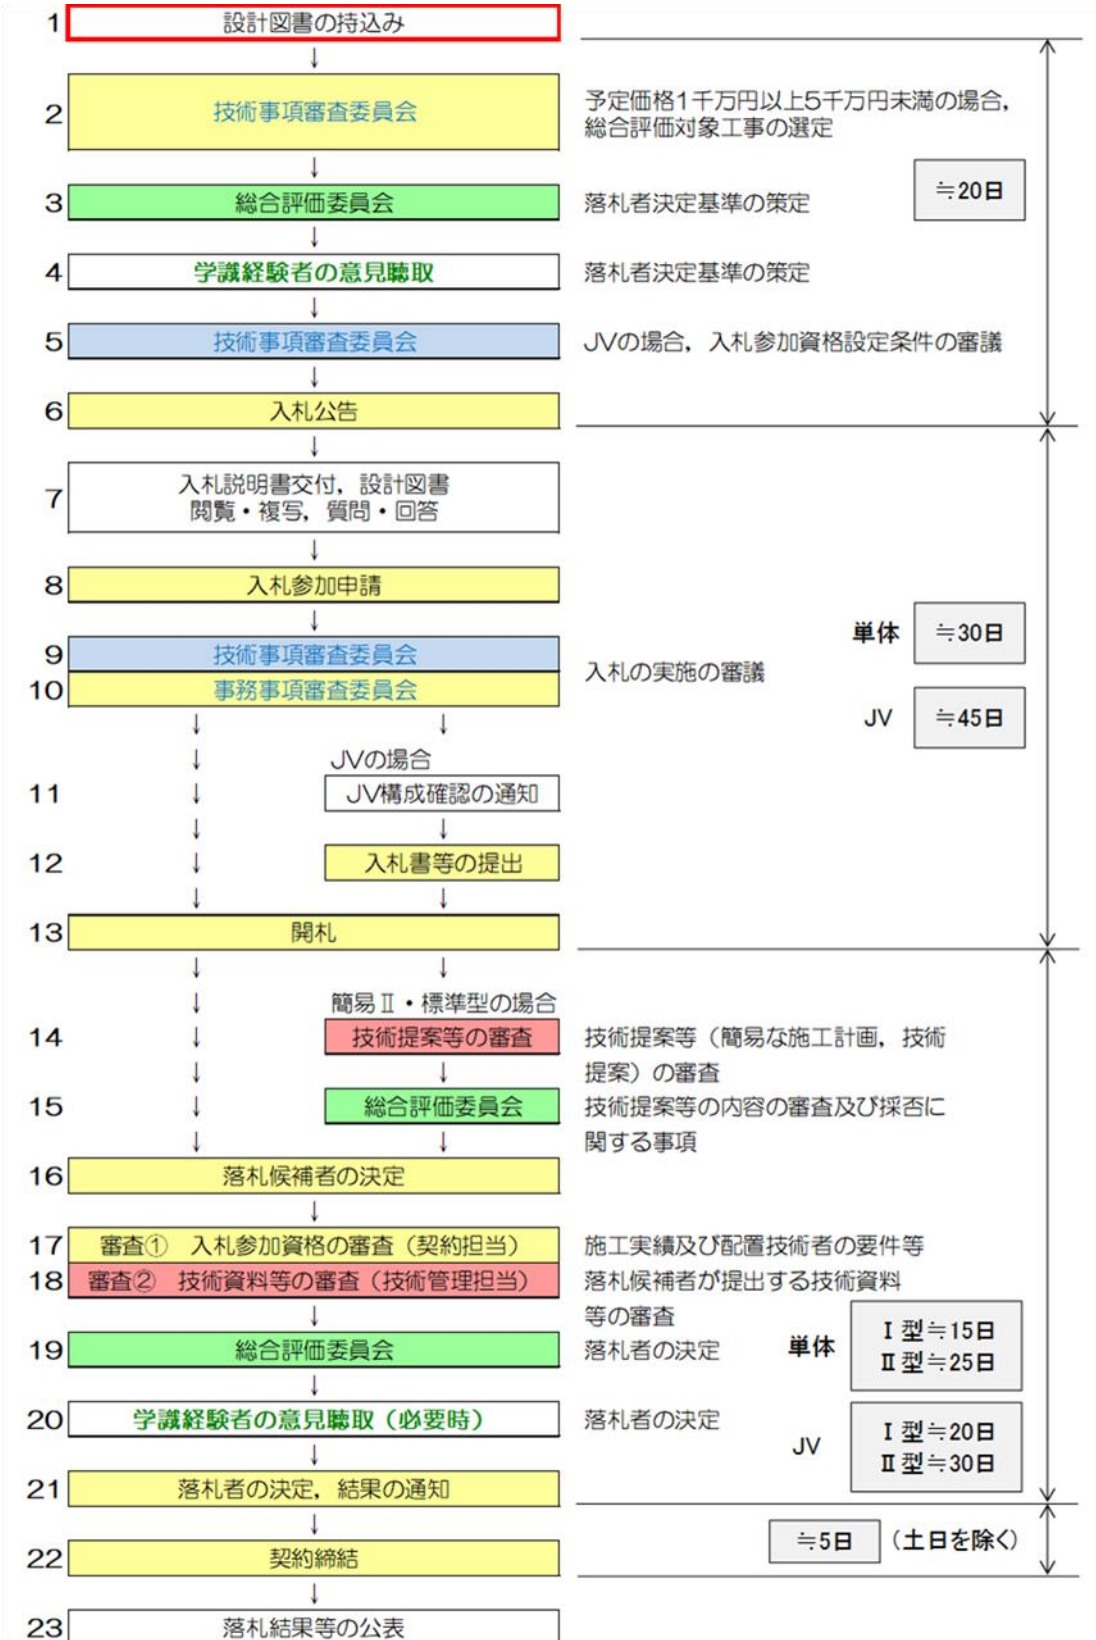 1 設計図書の持込み
↓
2 技術事項審査委員会
予定価格1千万円以上5千万円未満の場合，
総合評価対象工事の選定
↓
≒20日
3 総合評価委員会 落札者決定基準の策定
↓
4 学識経験者の意見聴取 落札者決定基準の策定
↓
5 技術事項審査委員会 JVの場合，入札参加資格設定条件の審議
↓
6 入札公告
↓
7 入札説明書交付，設計図書
閲覧・複写，質問・回答
↓
8 入札参加申請
↓
単体 ≒30日
9 技術事項審査委員会
入札の実施の審議
10 事務事項審査委員会
↓ ↓
JV ≒45日
↓ JVの場合
11 ↓ JV構成確認の通知
↓ ↓
12 ↓ 入札書等の提出
↓ ↓
13 開札
↓ ↓
↓ 簡易Ⅱ・標準型の場合
14 ↓ 技術提案等の審査 技術提案等（簡易な施工計画，技術
↓ ↓ 提案）の審査
15 ↓ 総合評価委員会 技術提案等の内容の審査及び採否に
↓ ↓ 関する事項
16 落札候補者の決定
↓
17 審査① 入札参加資格の審査（契約担当） 施工実績及び配置技術者の要件等
18 審査② 技術資料等の審査（技術管理担当） 落札候補者が提出する技術資料
↓ 等の審査
19 総合評価委員会 落札者の決定
単体 Ⅰ型≒15日
Ⅱ型≒25日
↓
20 学識経験者の意見聴取（必要時） 落札者の決定
JV Ⅰ型≒20日
Ⅱ型≒30日
↓
21 落札者の決定，結果の通知
↓
≒5日 （土日を除く）
22 契約締結
↓
23 落札結果等の公表